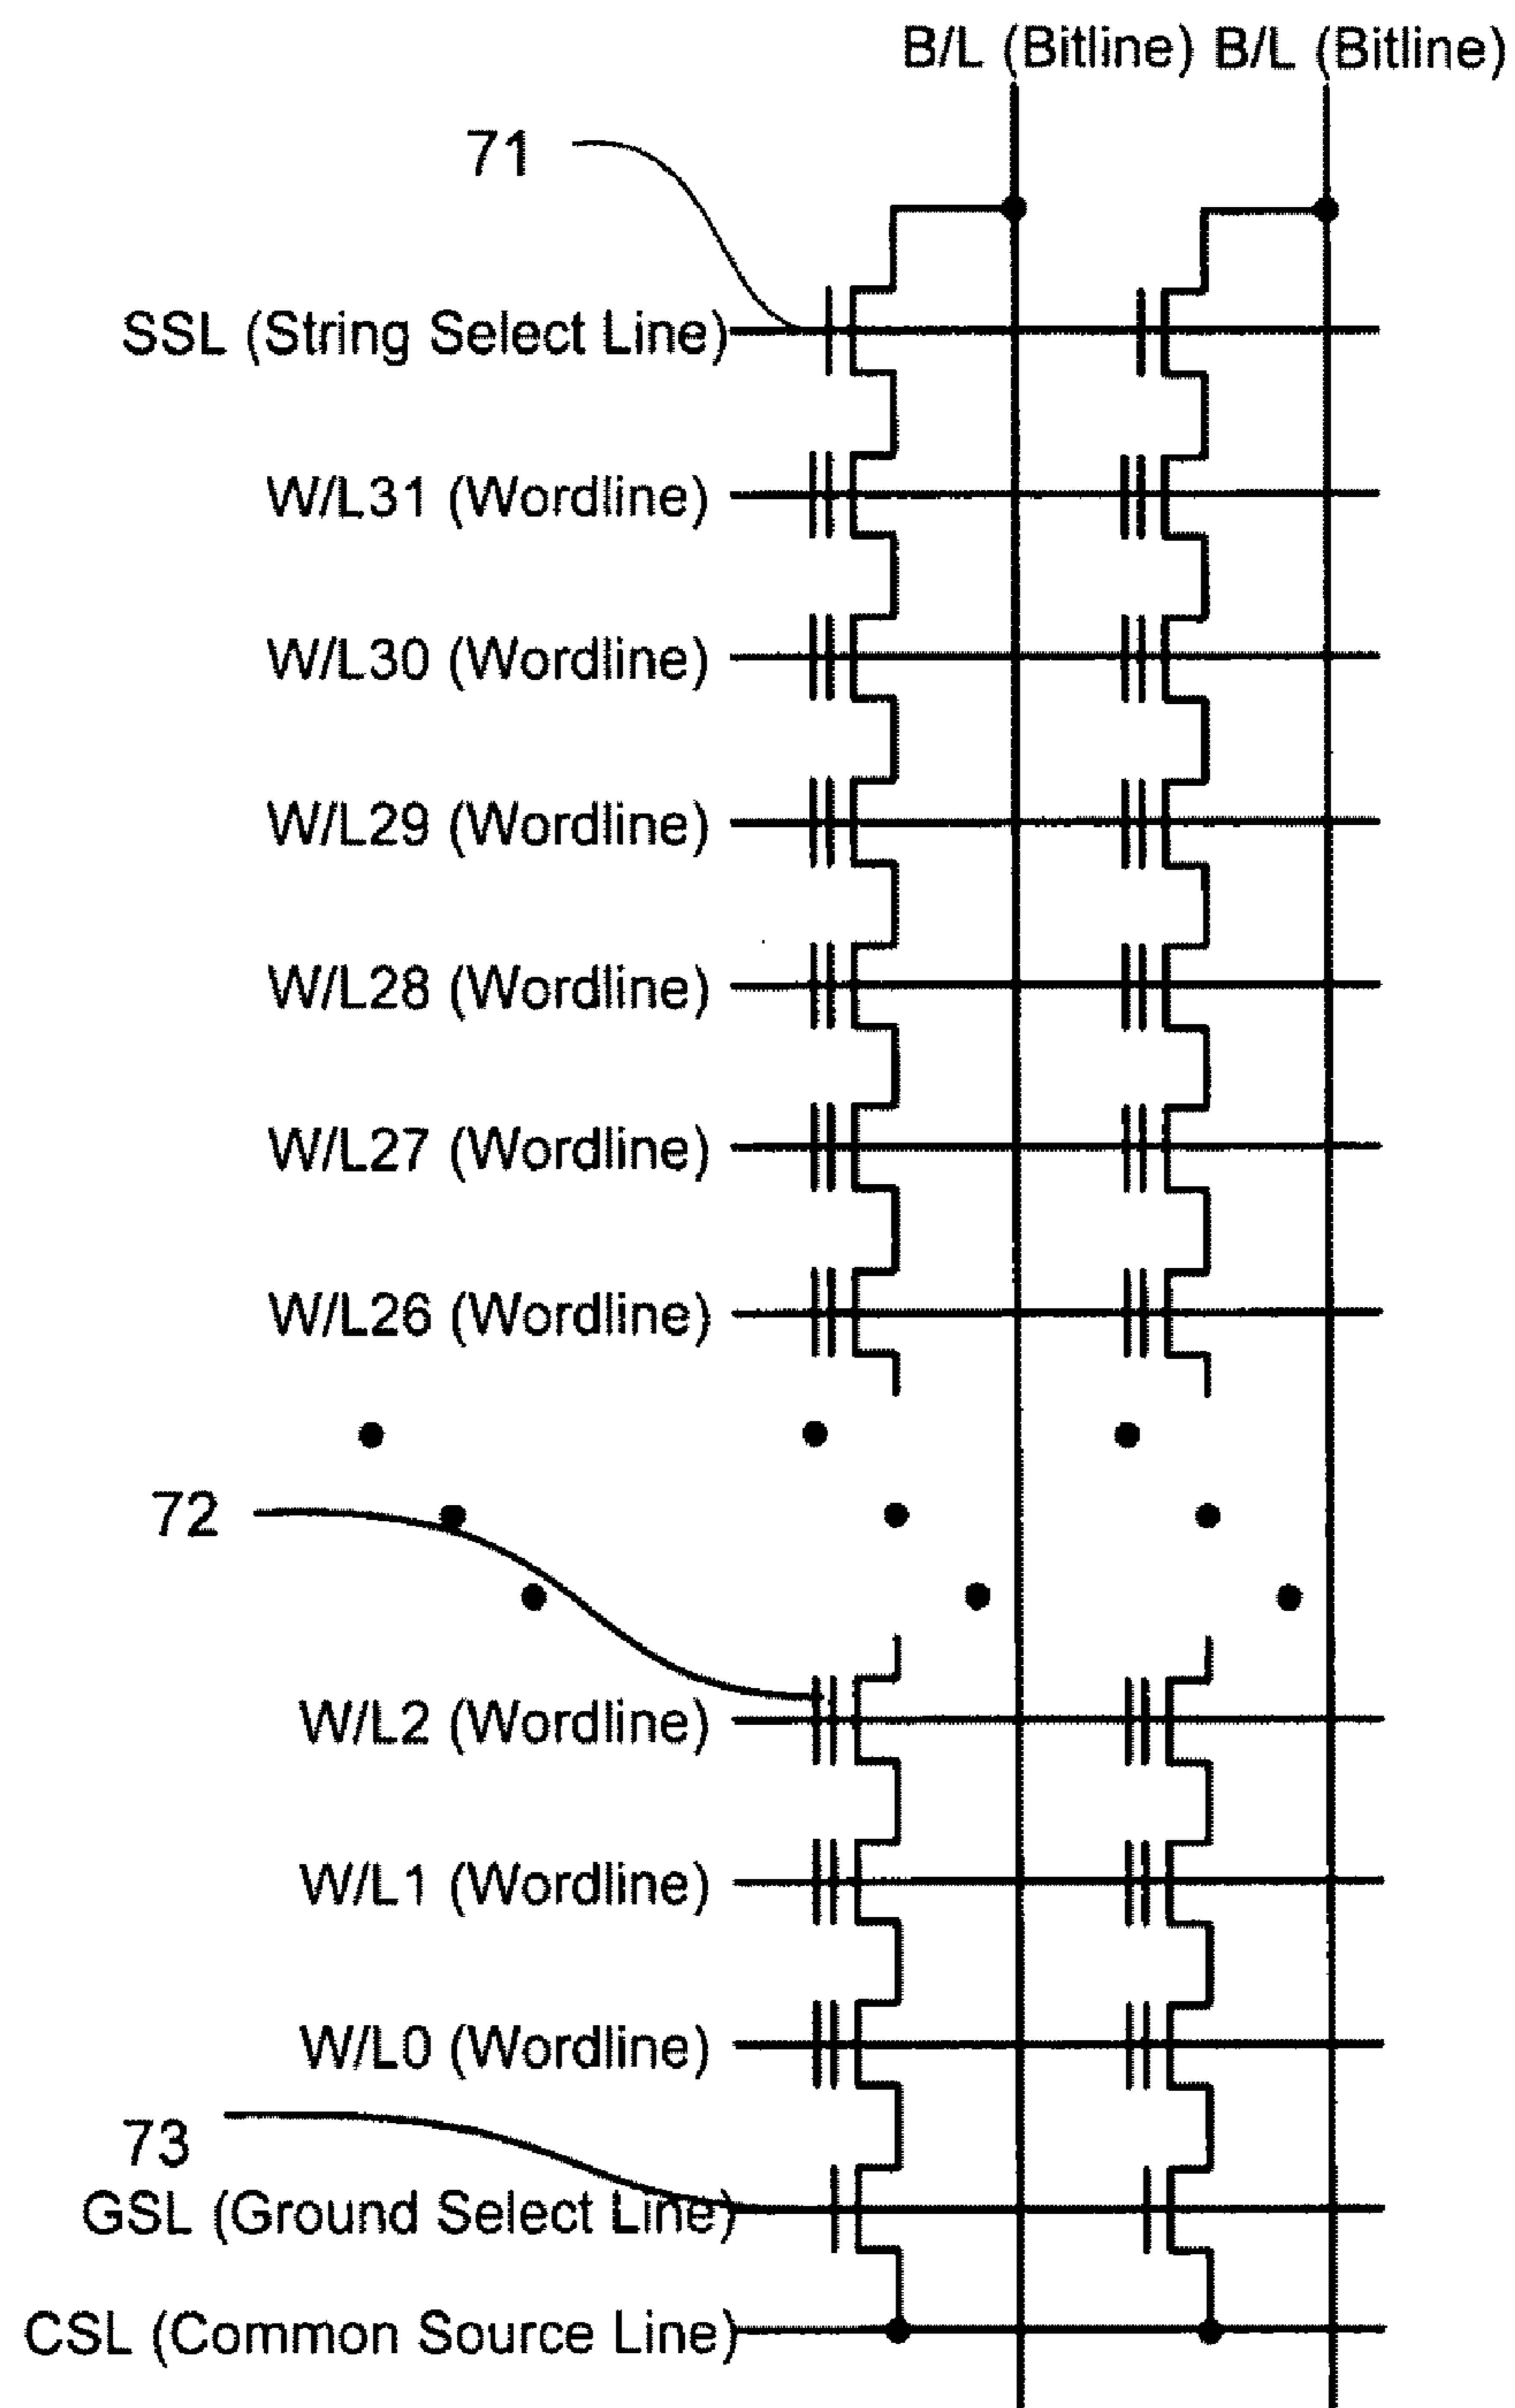 B/L (Bitline) B/L (Bitline)
71
SSL (String Select Line)
W/L31 (Wordline)
W/L30 (Wordline)
W/L29 (Wordline)
W/L28 (Wordline)
W/L27 (Wordline)
W/L26 (Wordline)
72
W/L2 (Wordline)
W/L1 (Wordline)
W/L0 (Wordline)
73
GSL (Ground Select Line)
CSL (Common Source Line)